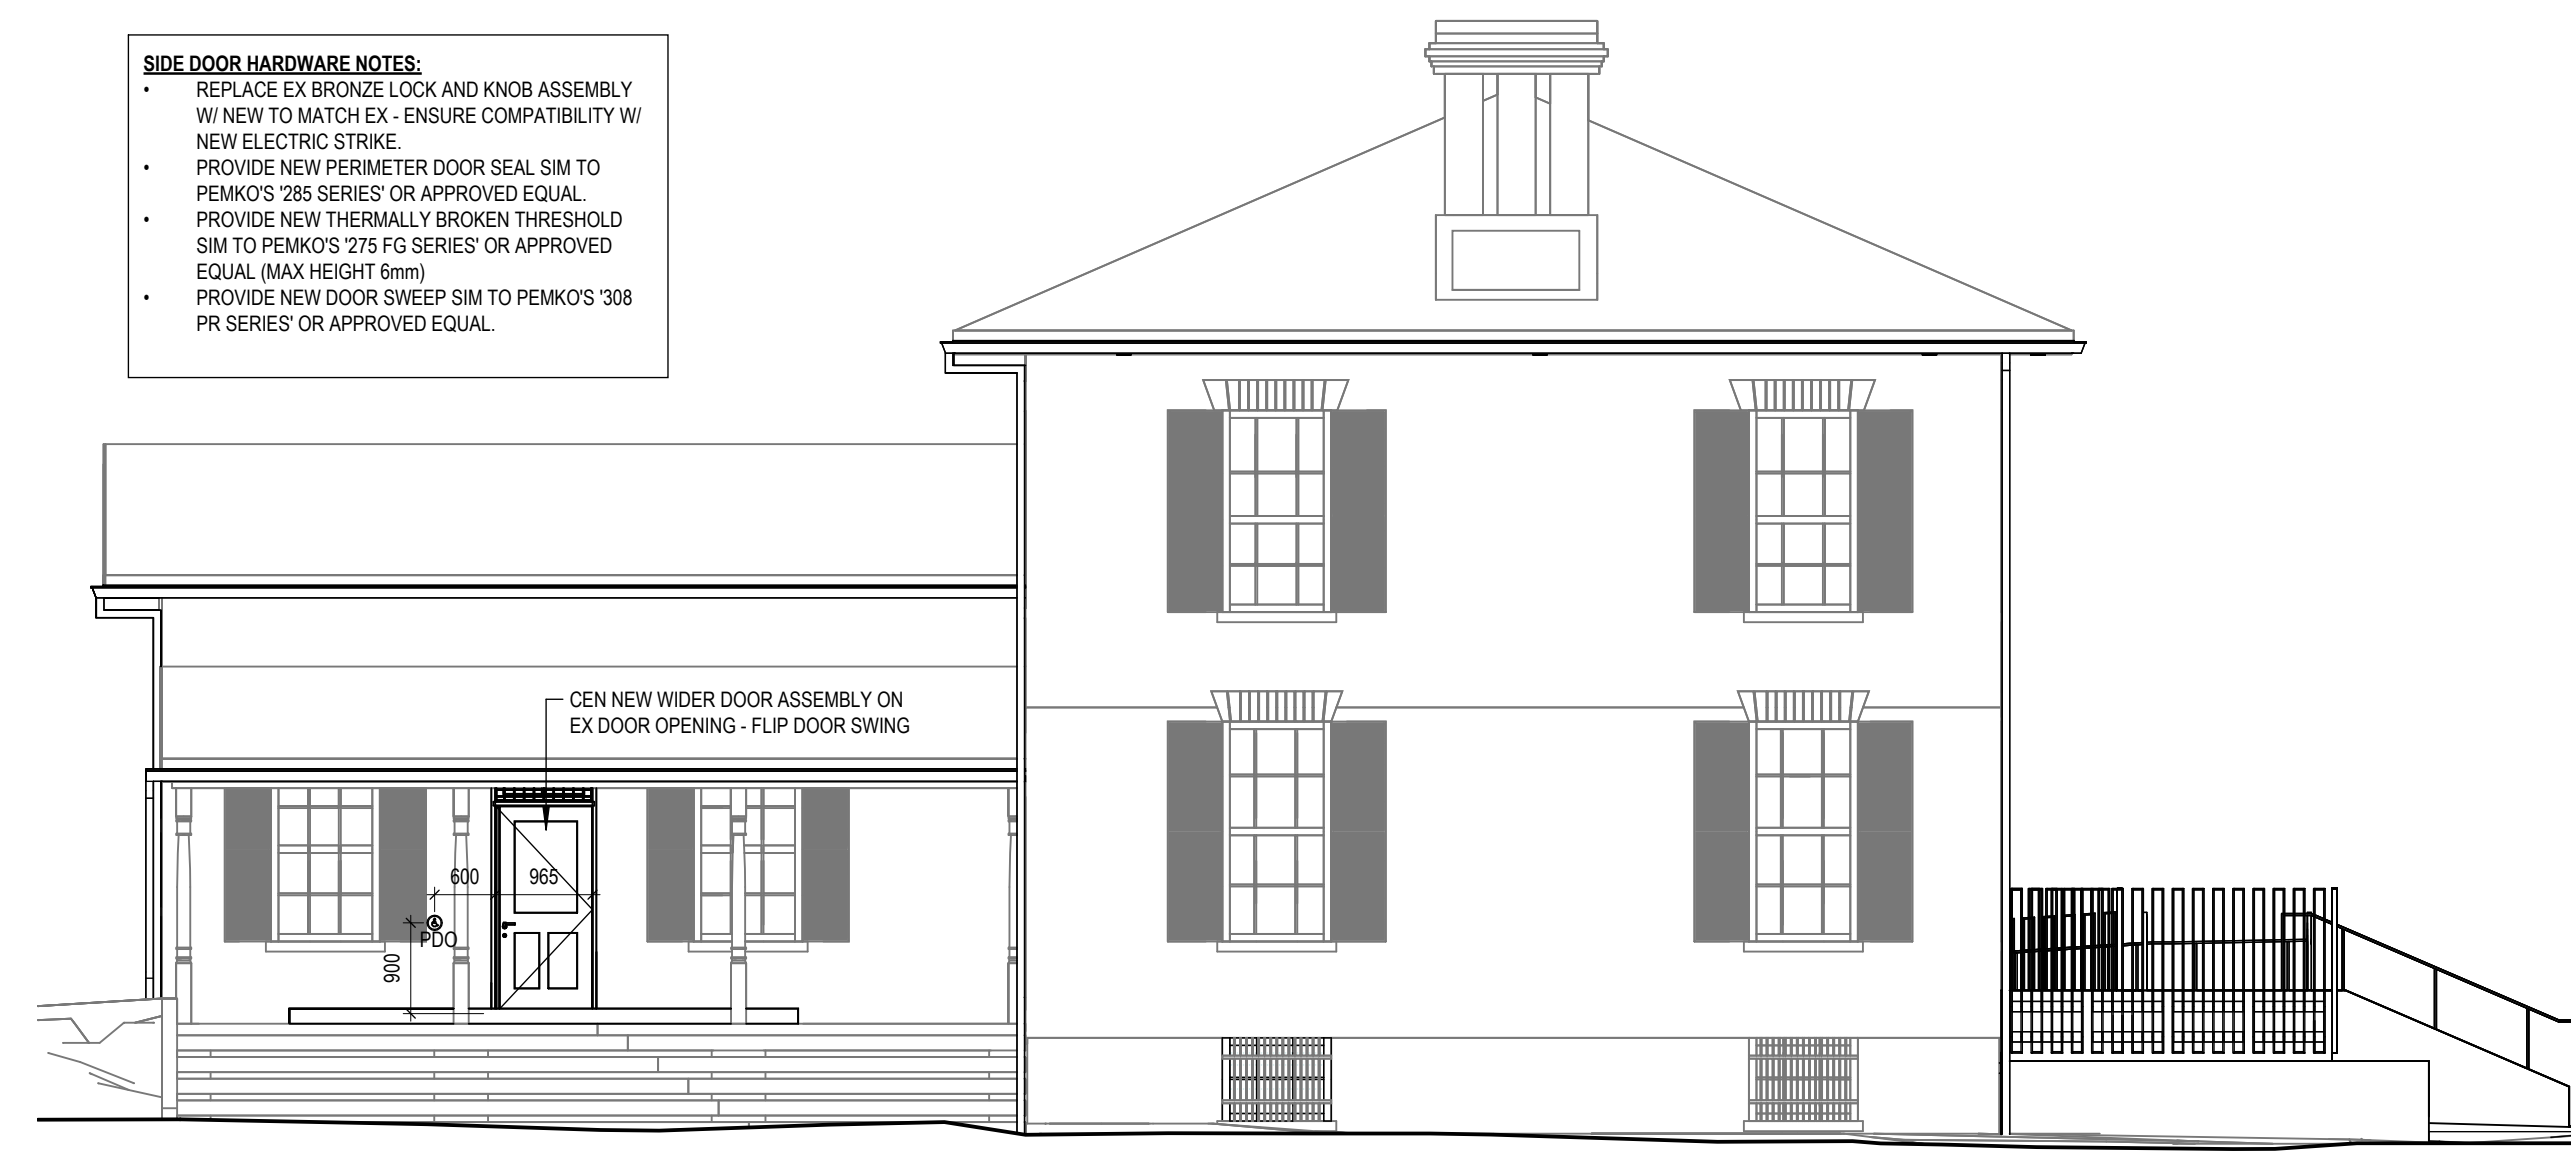 SIDE DOOR HARDWARE NOTES:
• REPLACE EX BRONZE LOCK AND KNOB ASSEMBLY
W/ NEW TO MATCH EX - ENSURE COMPATIBILITY W/
NEW ELECTRIC STRIKE.
• PROVIDE NEW PERIMETER DOOR SEAL SIM TO
PEMKO'S '285 SERIES' OR APPROVED EQUAL.
• PROVIDE NEW THERMALLY BROKEN THRESHOLD
SIM TO PEMKO'S '275 FG SERIES' OR APPROVED
EQUAL (MAX HEIGHT 6mm)
• PROVIDE NEW DOOR SWEEP SIM TO PEMKO'S '308
PR SERIES' OR APPROVED EQUAL.
CEN NEW WIDER DOOR ASSEMBLY ON
EX DOOR OPENING - FLIP DOOR SWING
600 965
PDO
900